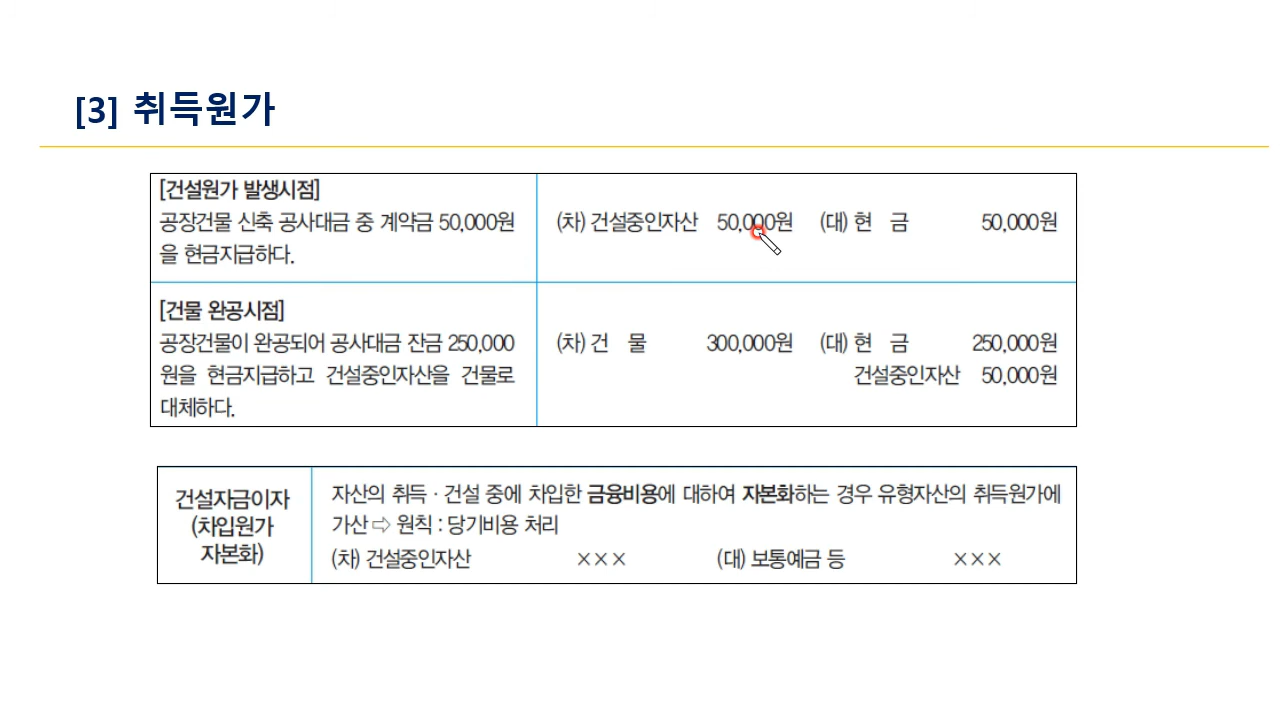 [3] 취득원가
[건설원가 발생시점]
공장건물 신축 공사대금 중 계약금 50,000원
을 현금지급하다.
(차) 건설중인자산 50,000원 (대) 현 금 50,000원
[건물 완공시점]
공장건물이 완공되어 공사대금 잔금 250,000
원을 현금지급하고 건설중인자산을 건물로
대체하다.
(차) 건 물 300,000원 (대) 현 금 250,000원
건설중인자산 50,000원
건설자금이자
(차입원가
자본화)
자산의 취득 · 건설 중에 차입한 금융비용에 대하여 자본화하는 경우 유형자산의 취득원가에
가산 ⇨ 원칙 : 당기비용 처리
(차) 건설중인자산 ××× (대) 보통예금 등 ×××